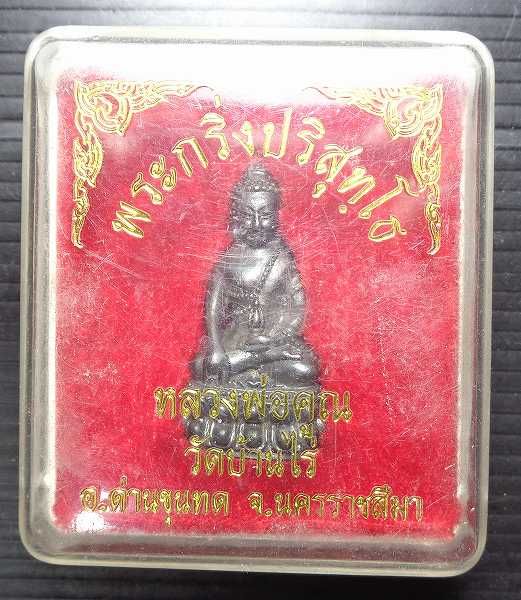 พระกริ่งปริสุทฺโธ
หลวงพ่อคูณ
วัดบ้านไร่
อ.ด่านขุนทด จ.นครราชสีมา